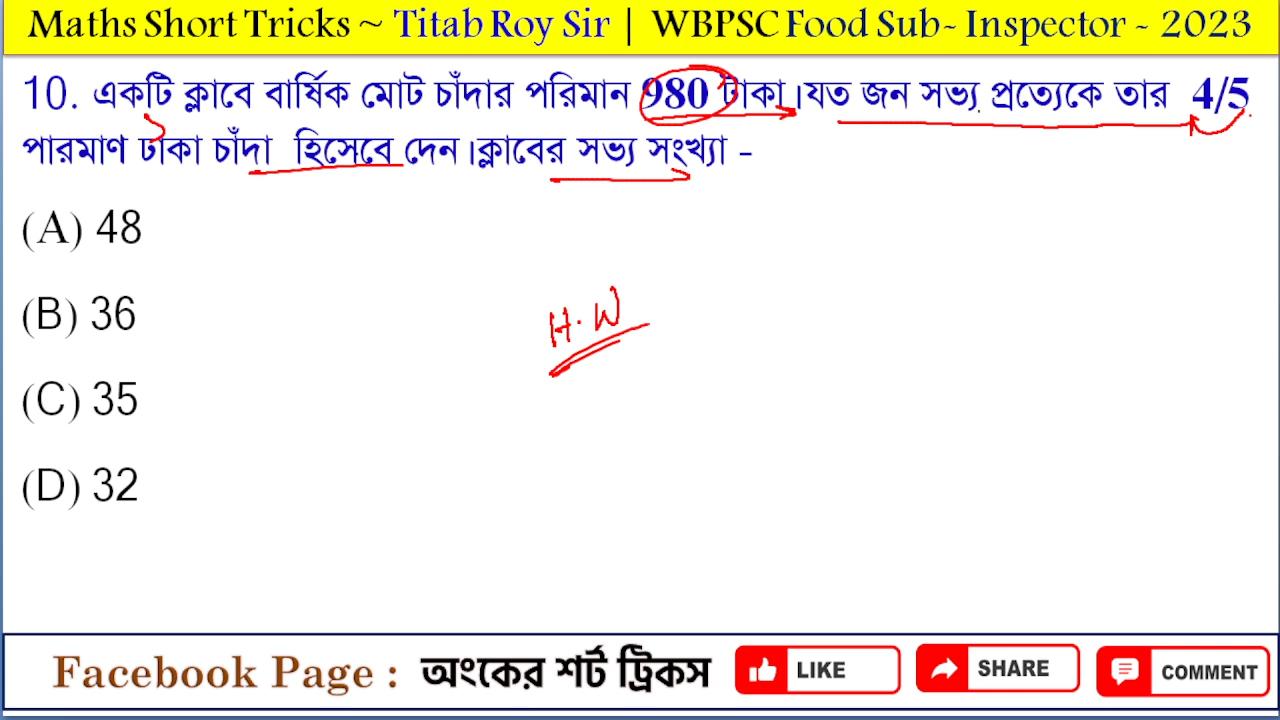 Maths Short Tricks ~ Titab Roy Sir | WBPSC Food Sub- Inspector - 2023
10. একটি ক্লাবে বার্ষিক মোট চাঁদার পরিমান 980 টাকা।যত জন সভ্য প্রত্যেকে তার 4/5
পারমাণ টাকা চাঁদা হিসেবে দেন।ক্লাবের সভ্য সংখ্যা -
(A) 48
(B) 36
H.W
(C) 35
(D) 32
Facebook Page : অংকের শর্ট ট্রিকস LIKE SHARE COMMENT